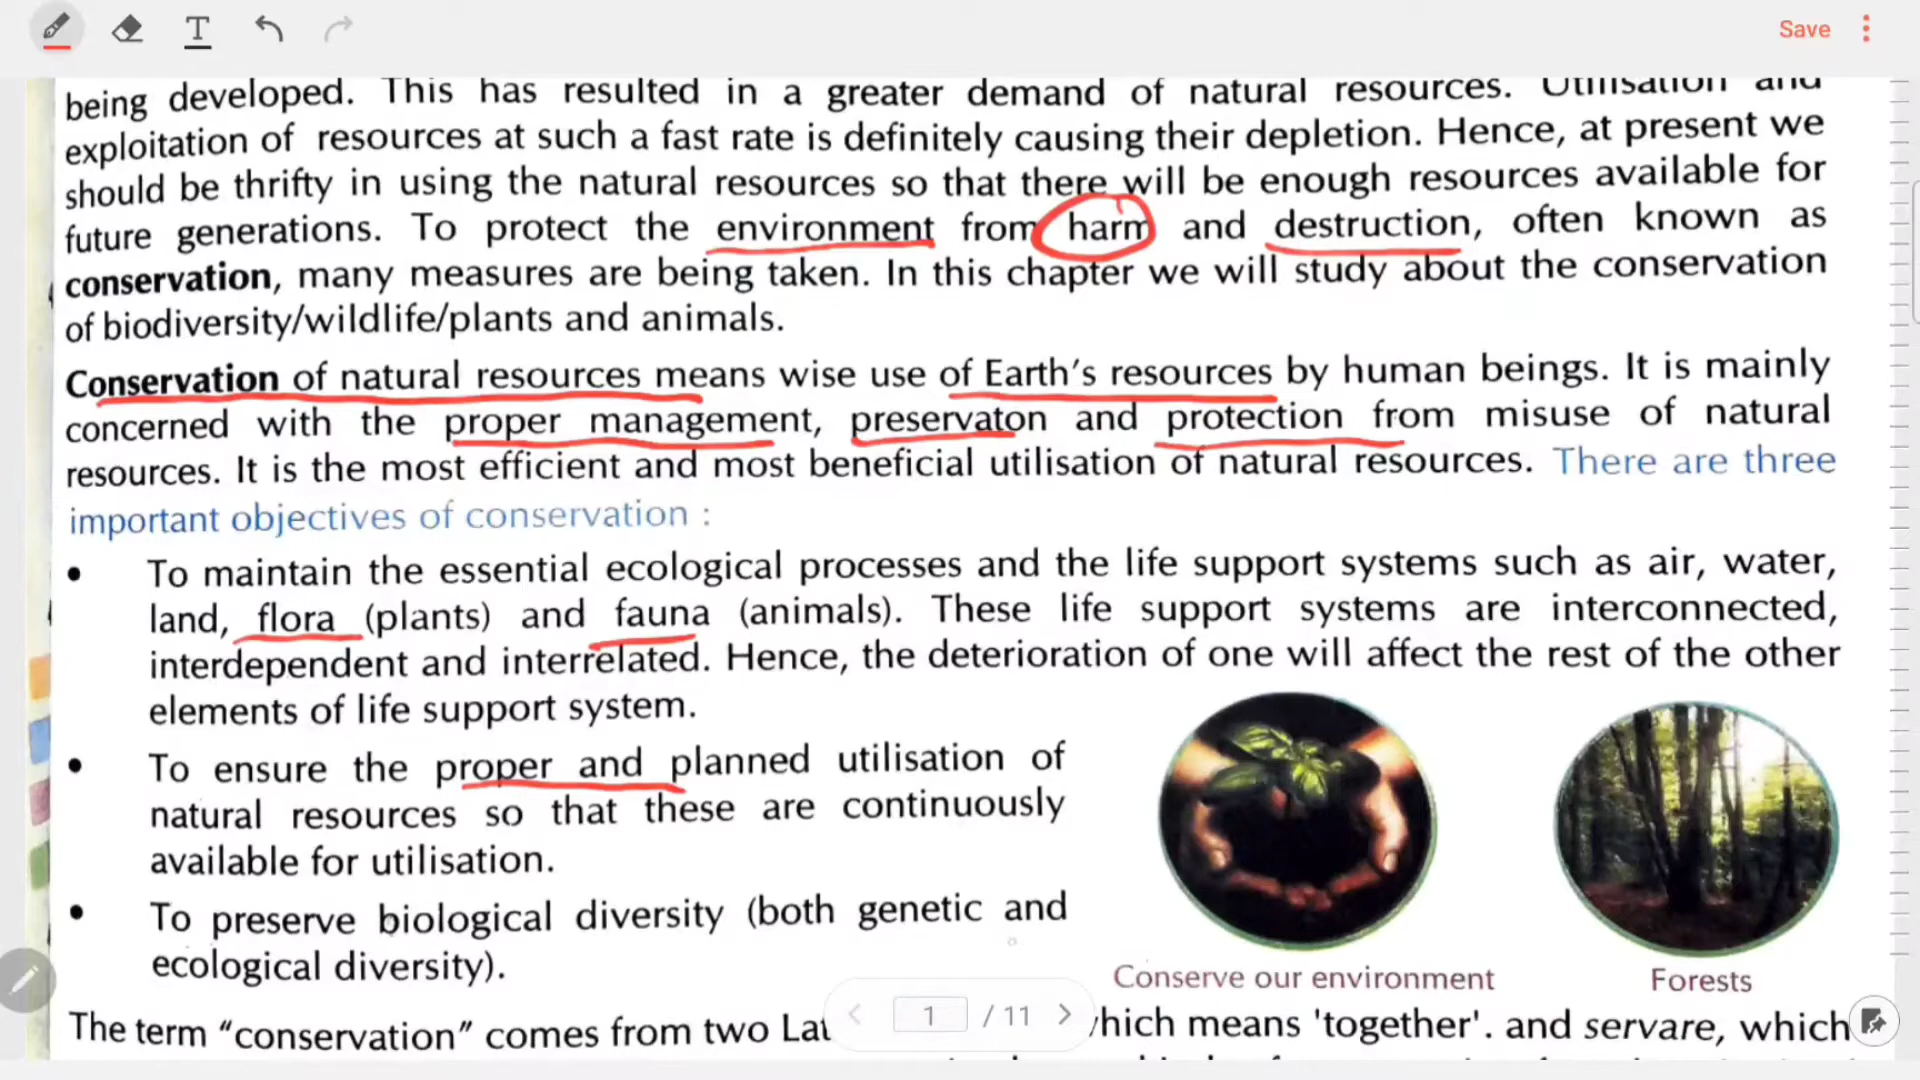 T
Save
being developed. This has resulted in a greater demand of natural resources. Utilisation and
exploitation of resources at such a fast rate is definitely causing their depletion. Hence, at present we
should be thrifty in using the natural resources so that there will be enough resources available for
future generations. To protect the environment from harm and destruction, often known as
conservation, many measures are being taken. In this chapter we will study about the conservation
of biodiversity/wildlife/plants and animals.
Conservation of natural resources means wise use of Earth's resources by human beings. It is mainly
concerned with the proper management, preservaton and protection from misuse of natural
resources. It is the most efficient and most beneficial utilisation of natural resources. There are three
important objectives of conservation :
• To maintain the essential ecological processes and the life support systems such as air, water,
land, flora (plants) and fauna (animals). These life support systems are interconnected,
interdependent and interrelated. Hence, the deterioration of one will affect the rest of the other
elements of life support system.
• To ensure the proper and planned utilisation of
natural resources so that these are continuously
available for utilisation.
• To preserve biological diversity (both genetic and
ecological diversity).
Conserve our environment
Forests
1 / 11
The term “conservation” comes from two which means 'together'. and servare, which